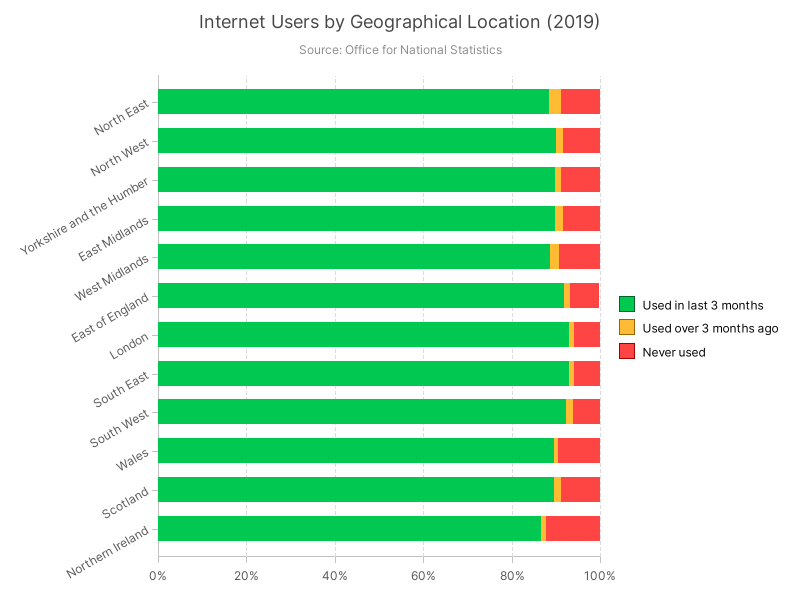 Internet Users by Geographical Location (2019)
Source: Office for National Statistics
North East
North West
Yorkshire and the Humber
East Midlands
West Midlands
East of England
London
South East
South West
Wales
Scotland
Northern Ireland
0%
20%
40%
60%
80%
100%
Used in last 3 months
Used over 3 months ago
Never used